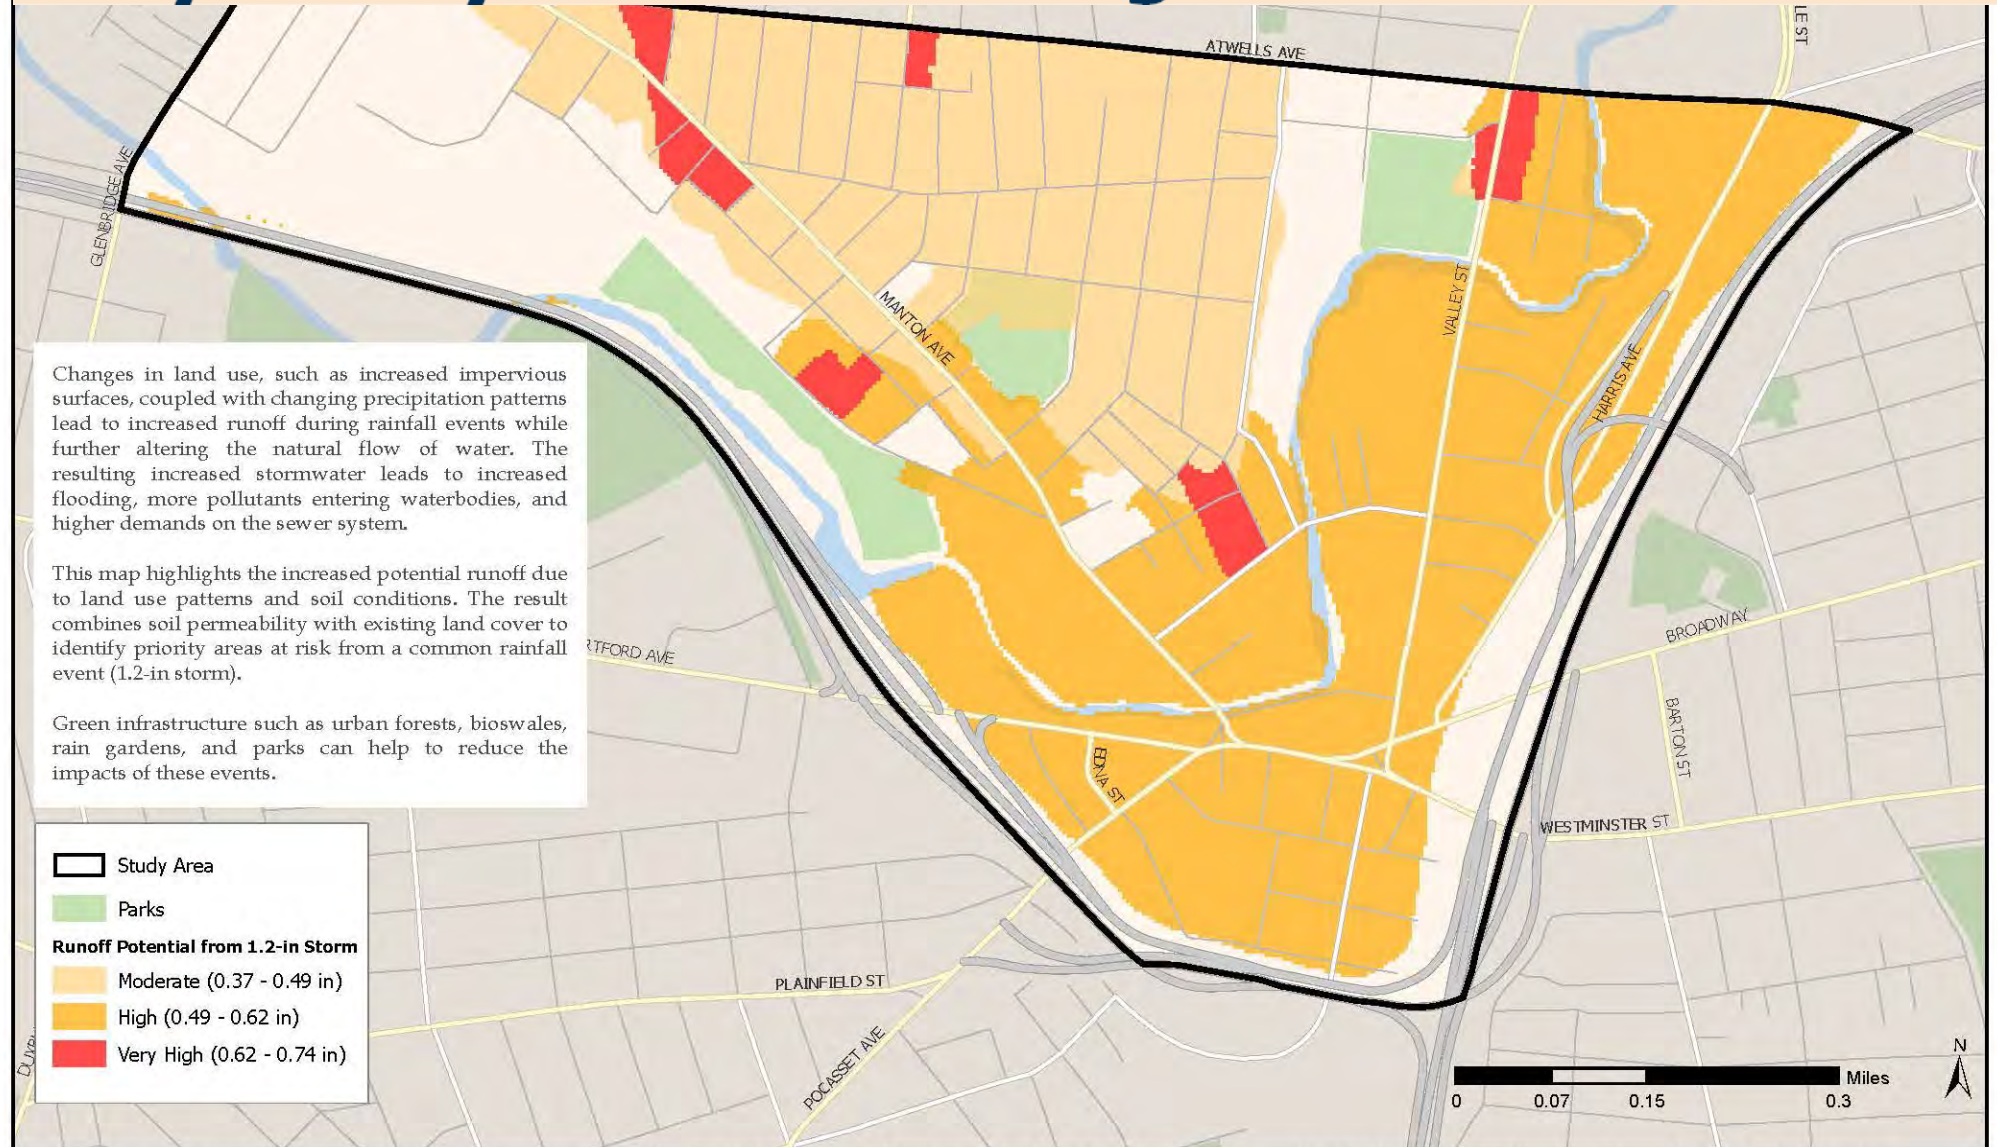 LE ST
ATWELLS AVE
GLENBRIDGE AVE
MANTON AVE
VALLEY ST
HARRIS AVE
Changes in land use, such as increased impervious
surfaces, coupled with changing precipitation patterns
lead to increased runoff during rainfall events while
further altering the natural flow of water. The
resulting increased stormwater leads to increased
flooding, more pollutants entering waterbodies, and
higher demands on the sewer system.
This map highlights the increased potential runoff due
to land use patterns and soil conditions. The result
combines soil permeability with existing land cover to
identify priority areas at risk from a common rainfall
event (1.2-in storm).
Green infrastructure such as urban forests, bioswales,
rain gardens, and parks can help to reduce the
impacts of these events.
RTFORD AVE
BROADWAY
BARTON ST
EDNA ST
WESTMINSTER ST
PLAINFIELD ST
POCASSET AVE
Study Area
Parks
Runoff Potential from 1.2-in Storm
Moderate (0.37 - 0.49 in)
High (0.49 - 0.62 in)
Very High (0.62 - 0.74 in)
N
Miles
0 0.07 0.15 0.3